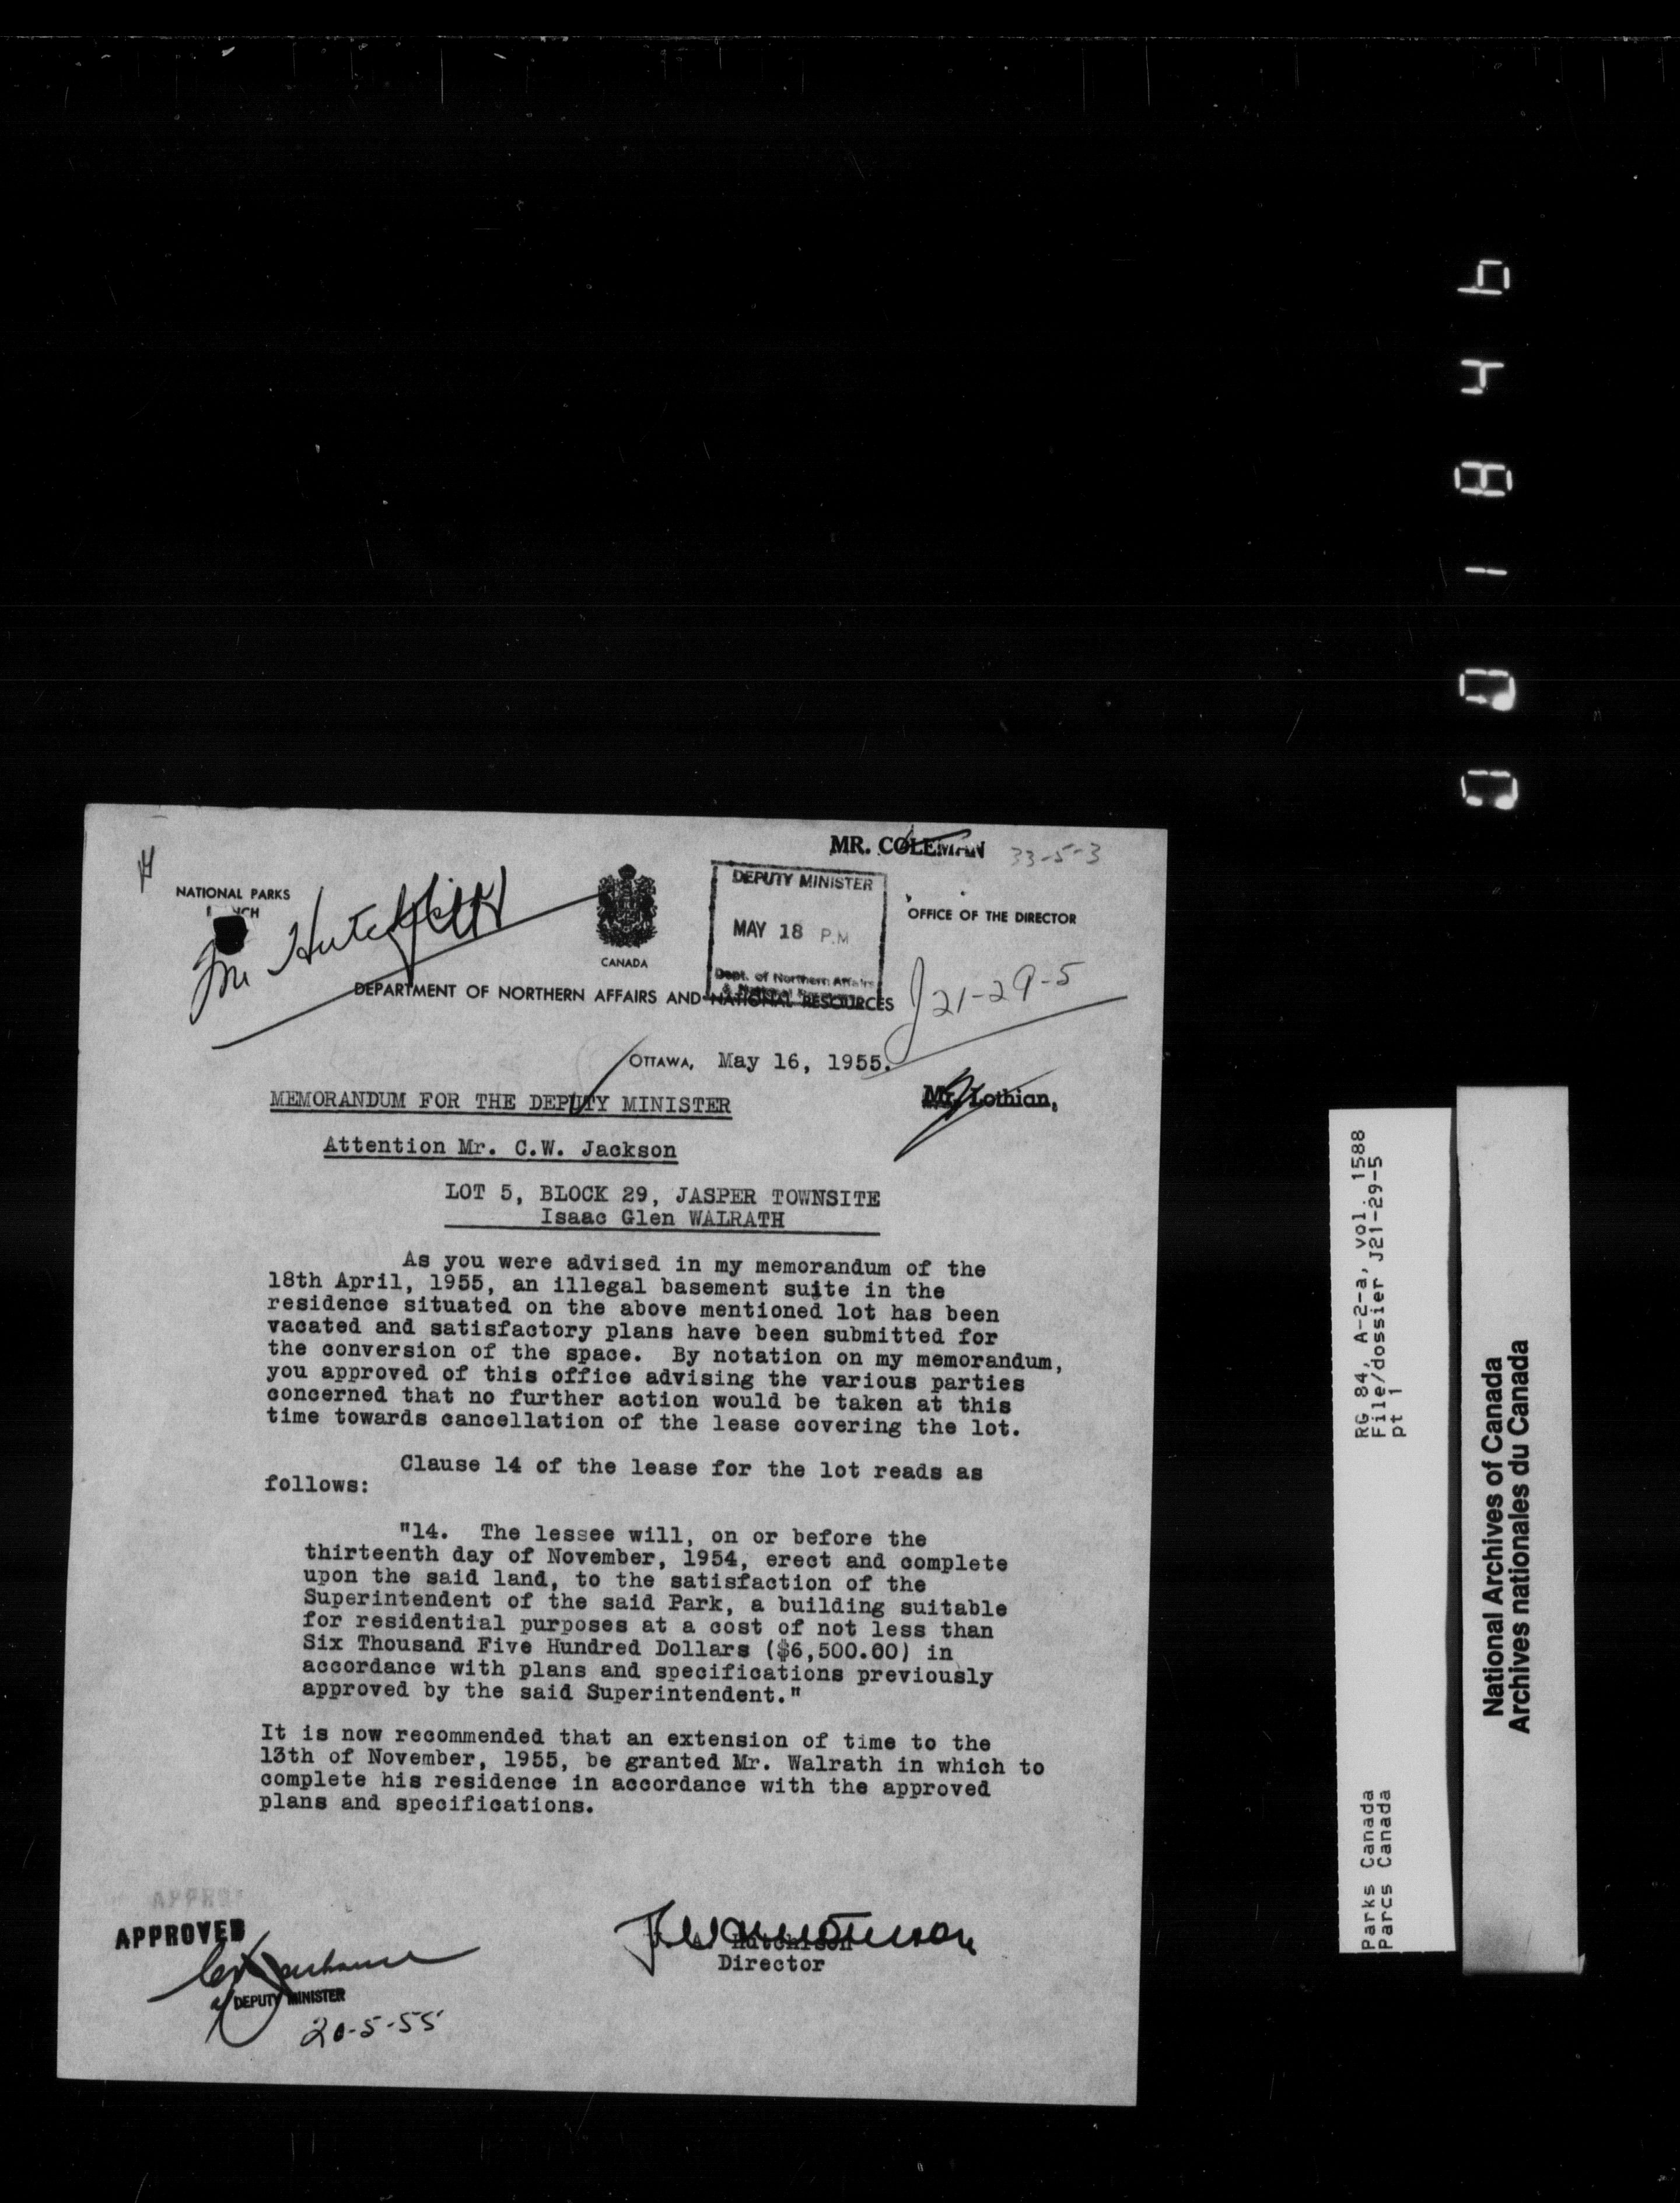 MR. COLEMAN 33-5-3
NATIONAL PARKS
Mr Hutchison
CANADA
DEPUTY MINISTER
MAY 18 P.M
Dept. of Northern Affairs
OFFICE OF THE DIRECTOR
DEPARTMENT OF NORTHERN AFFAIRS AND NATIONAL RESOURCES
J21-29-5
OTTAWA, May 16, 1955.
MEMORANDUM FOR THE DEPUTY MINISTER
Mr. Lothian,
Attention Mr. C.W. Jackson
LOT 5, BLOCK 29, JASPER TOWNSITE
Isaac Glen WALRATH
As you were advised in my memorandum of the
18th April, 1955, an illegal basement suite in the
residence situated on the above mentioned lot has been
vacated and satisfactory plans have been submitted for
the conversion of the space. By notation on my memorandum,
you approved of this office advising the various parties
concerned that no further action would be taken at this
time towards cancellation of the lease covering the lot.
Clause 14 of the lease for the lot reads as
follows:
"14. The lessee will, on or before the
thirteenth day of November, 1954, erect and complete
upon the said land, to the satisfaction of the
Superintendent of the said Park, a building suitable
for residential purposes at a cost of not less than
Six Thousand Five Hundred Dollars ($6,500.00) in
accordance with plans and specifications previously
approved by the said Superintendent."
It is now recommended that an extension of time to the
13th of November, 1955, be granted Mr. Walrath in which to
complete his residence in accordance with the approved
plans and specifications.
APPROVED
DEPUTY MINISTER
20-5-55
Hutchison
Director
RG 84, A-2-a, vol. 1588
File/dossier J21-29-5
pt 1
Parks Canada
Parcs Canada
National Archives of Canada
Archives nationales du Canada